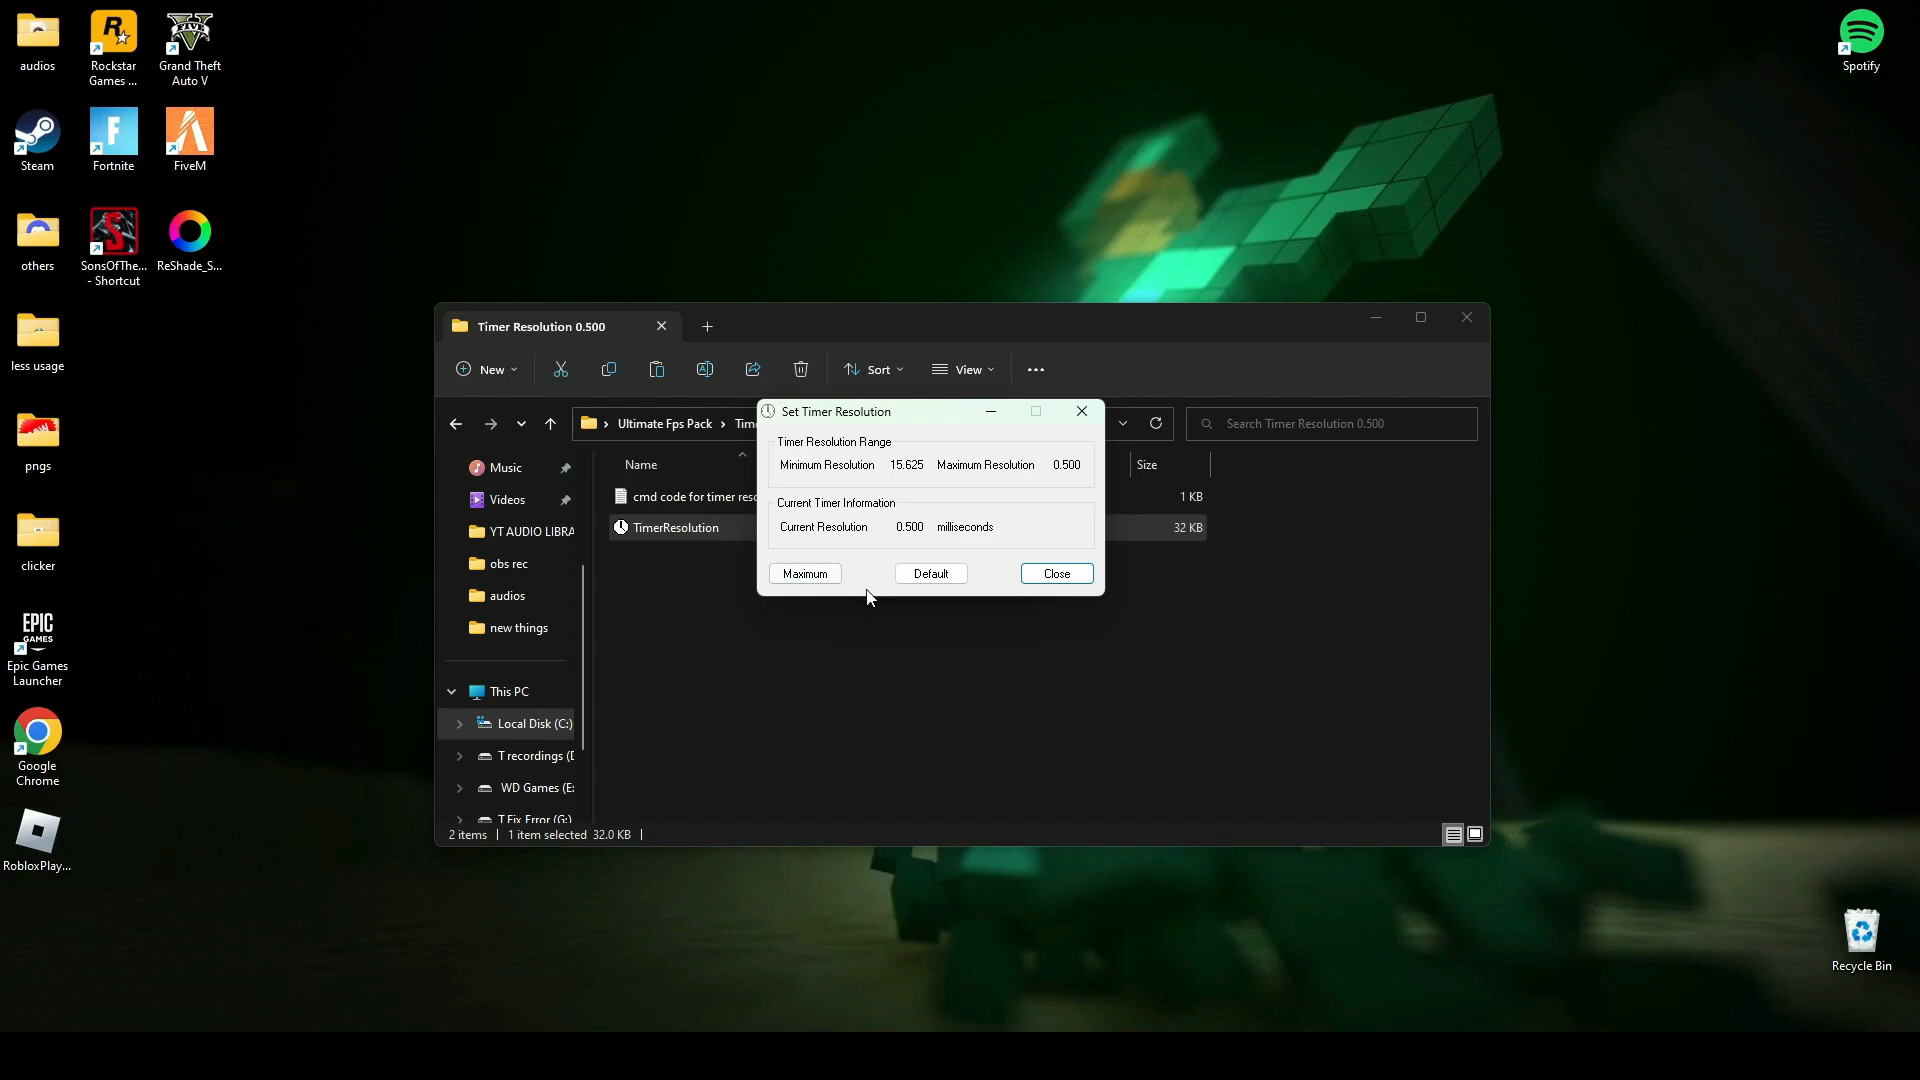 audios
Rockstar
Games ...
Grand Theft
Auto V
Spotify
Steam
Fortnite
FiveM
others
SonsOfThe...
- Shortcut
ReShade_S...
less usage
pngs
clicker
EPIC
GAMES
Epic Games
Launcher
Google
Chrome
RobloxPlay...
Recycle Bin
Timer Resolution 0.500
New
Sort
View
Ultimate Fps Pack
Search Timer Resolution 0.500
Name
Size
cmd code for timer reso
1 KB
TimerResolution
32 KB
Music
Videos
YT AUDIO LIBRA
obs rec
audios
new things
This PC
Local Disk (C:)
T recordings (
WD Games (E:
T Fix Error (G:)
2 items
1 item selected 32.0 KB
Set Timer Resolution
Timer Resolution Range
Minimum Resolution 15.625 Maximum Resolution 0.500
Current Timer Information
Current Resolution 0.500 milliseconds
Maximum
Default
Close